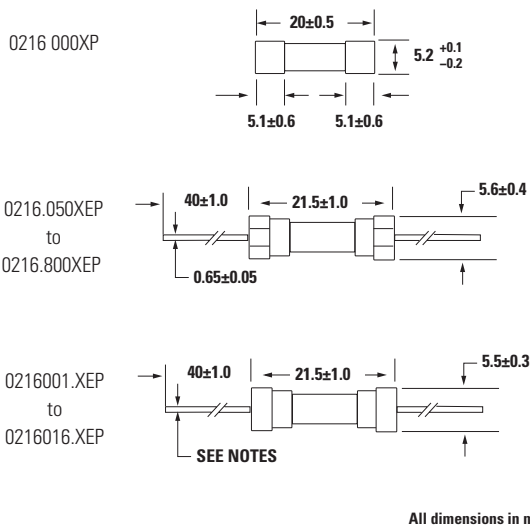 0216 000XP
20±0.5
5.2 +0.1 −0.2
5.1±0.6 5.1±0.6
0216.050XEP
to
0216.800XEP
40±1.0 21.5±1.0 5.6±0.4
0.65±0.05
0216001.XEP
to
0216016.XEP
40±1.0 21.5±1.0 5.5±0.3
SEE NOTES
All dimensions in